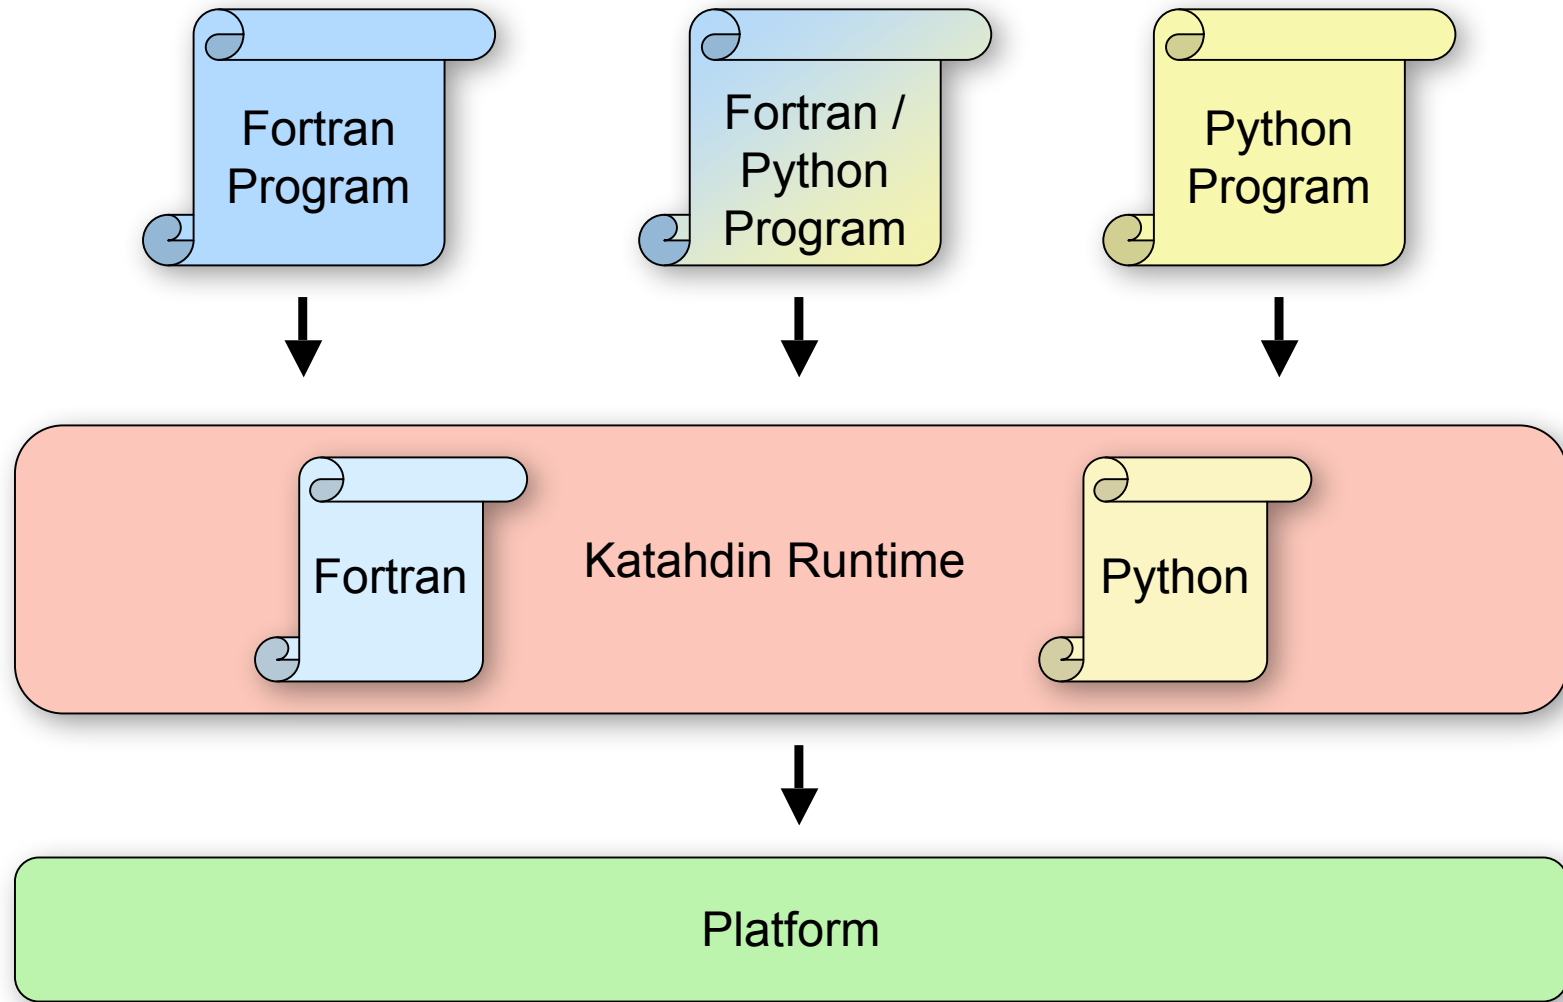 Fortran
Program
Fortran /
Python
Program
Python
Program
Fortran
Katahdin Runtime
Python
Platform